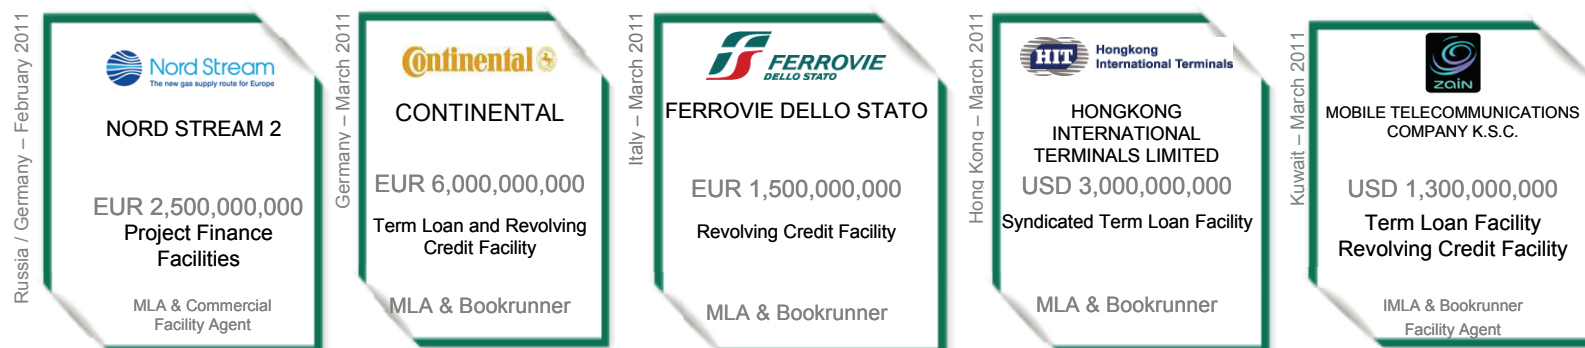 Russia / Germany – February 2011
Nord Stream
The new gas supply route for Europe
NORD STREAM 2
EUR 2,500,000,000
Project Finance
Facilities
MLA & Commercial
Facility Agent
Germany – March 2011
Continental
CONTINENTAL
EUR 6,000,000,000
Term Loan and Revolving
Credit Facility
MLA & Bookrunner
Italy – March 2011
FERROVIE
DELLO STATO
FERROVIE DELLO STATO
EUR 1,500,000,000
Revolving Credit Facility
MLA & Bookrunner
Hong Kong – March 2011
HIT
Hongkong
International Terminals
HONGKONG
INTERNATIONAL
TERMINALS LIMITED
USD 3,000,000,000
Syndicated Term Loan Facility
MLA & Bookrunner
Kuwait – March 2011
zain
MOBILE TELECOMMUNICATIONS
COMPANY K.S.C.
USD 1,300,000,000
Term Loan Facility
Revolving Credit Facility
IMLA & Bookrunner
Facility Agent